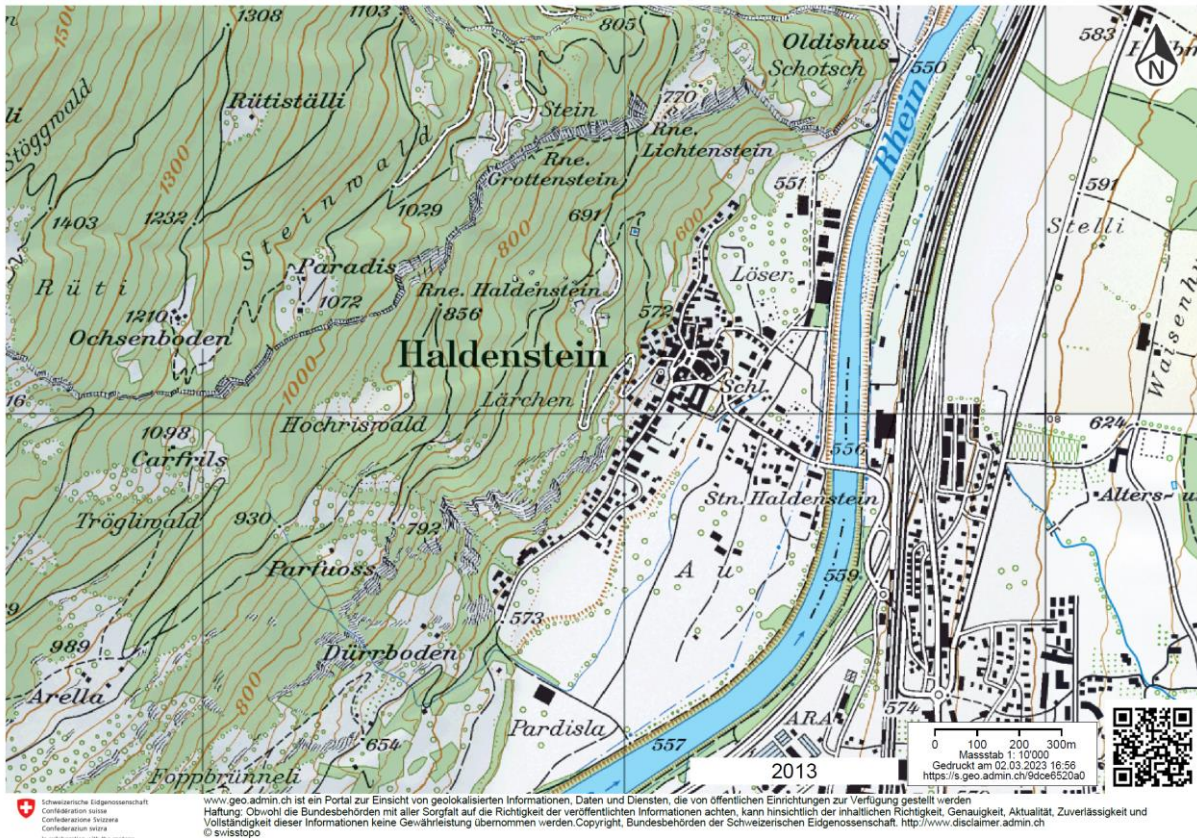 1308
1103
805
Oldishus
Schotsch
550
583
N
1500
Rütiställi
Stein
770
Rne.
Lichtenstein
Rhein
Stöggwald
1300
Steinwald
Rne.
Grottenstein
551
591
1403
1232
1029
691
800
600
Stelli
Rüti
Paradis
1072
Rne. Haldenstein
856
572
Löser
1210
Ochsenboden
Haldenstein
Schl.
1000
Lärchen
Hochriswald
1098
Carfrils
08
624
556
Stn. Haldenstein
Alters-
Trögliwald
930
792
Parfuoss
Au
559
573
989
Dürrboden
Arella
800
654
Pardisla
ARA
574
557
Foppbrünneli
2013
0 100 200 300m
Massstab 1: 10'000
Gedruckt am 02.03.2023 16:56
https://s.geo.admin.ch/9dce6520a0
Schweizerische Eidgenossenschaft
Confédération suisse
Confederazione Svizzera
Confederaziun svizra
www.geo.admin.ch ist ein Portal zur Einsicht von geolokalisierten Informationen, Daten und Diensten, die von öffentlichen Einrichtungen zur Verfügung gestellt werden
Haftung: Obwohl die Bundesbehörden mit aller Sorgfalt auf die Richtigkeit der veröffentlichten Informationen achten, kann hinsichtlich der inhaltlichen Richtigkeit, Genauigkeit, Aktualität, Zuverlässigkeit und
Vollständigkeit dieser Informationen keine Gewährleistung übernommen werden.Copyright, Bundesbehörden der Schweizerischen Eidgenossenschaft. http://www.disclaimer.admin.ch
© swisstopo